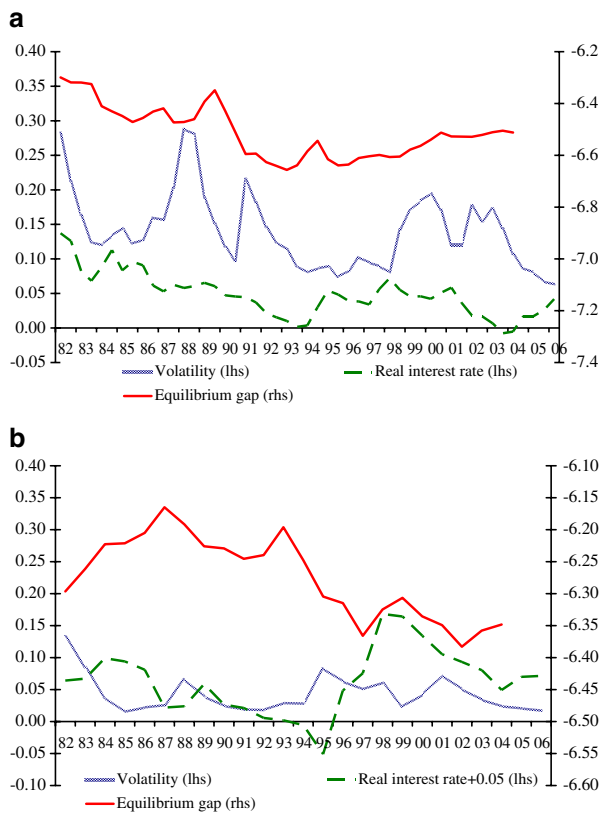 a
0.40 -6.2
0.35 -6.4
0.30
0.25 -6.6
0.20 -6.8
0.15
0.10 -7.0
0.05 -7.2
0.00
82 83 84 85 86 87 88 89 90 91 92 93 94 95 96 97 98 99 00 01 02 03 04 05 06
-0.05 -7.4
Volatility (lhs) Real interest rate (lhs)
Equilibrium gap (rhs)
b
0.40 -6.10
0.35 -6.15
0.30 -6.20
0.25 -6.25
0.20 -6.30
0.15 -6.35
0.10 -6.40
0.05 -6.45
0.00 -6.50
82 83 84 85 86 87 88 89 90 91 92 93 94 95 96 97 98 99 00 01 02 03 04 05 06
-0.05 -6.55
-0.10 -6.60
Volatility (lhs) Real interest rate+0.05 (lhs)
Equilibrium gap (rhs)